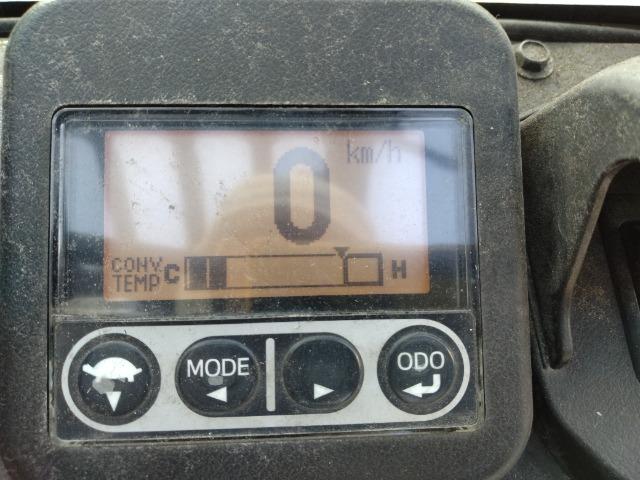 0 km/h
CONV.
TEMP C H
MODE ODO